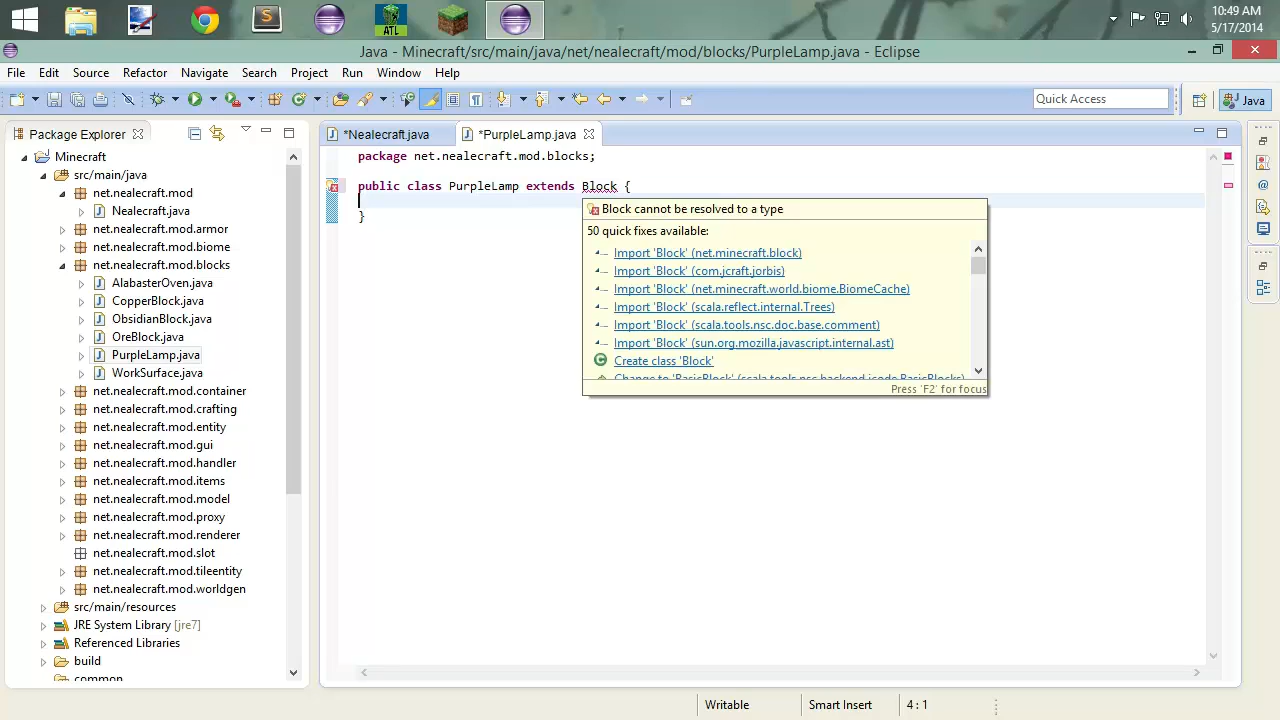 10:49 AM
5/17/2014
S
ATL
Java - Minecraft/src/main/java/net/nealecraft/mod/blocks/PurpleLamp.java - Eclipse
File Edit Source Refactor Navigate Search Project Run Window Help
Quick Access
Java
Package Explorer
*Nealecraft.java
*PurpleLamp.java
Minecraft
src/main/java
net.nealecraft.mod
Nealecraft.java
net.nealecraft.mod.armor
net.nealecraft.mod.biome
net.nealecraft.mod.blocks
AlabasterOven.java
CopperBlock.java
ObsidianBlock.java
OreBlock.java
PurpleLamp.java
WorkSurface.java
net.nealecraft.mod.container
net.nealecraft.mod.crafting
net.nealecraft.mod.entity
net.nealecraft.mod.gui
net.nealecraft.mod.handler
net.nealecraft.mod.items
net.nealecraft.mod.model
net.nealecraft.mod.proxy
net.nealecraft.mod.renderer
net.nealecraft.mod.slot
net.nealecraft.mod.tileentity
net.nealecraft.mod.worldgen
src/main/resources
JRE System Library [jre7]
Referenced Libraries
build
common
package net.nealecraft.mod.blocks;
public class PurpleLamp extends Block {
}
Block cannot be resolved to a type
50 quick fixes available:
Import 'Block' (net.minecraft.block)
Import 'Block' (com.jcraft.jorbis)
Import 'Block' (net.minecraft.world.biome.BiomeCache)
Import 'Block' (scala.reflect.internal.Trees)
Import 'Block' (scala.tools.nsc.doc.base.comment)
Import 'Block' (sun.org.mozilla.javascript.internal.ast)
Create class 'Block'
Change to 'BasicBlock' (scala.tools.nsc.backend.icode.BasicBlocks)
Press 'F2' for focus
Writable
Smart Insert
4 : 1